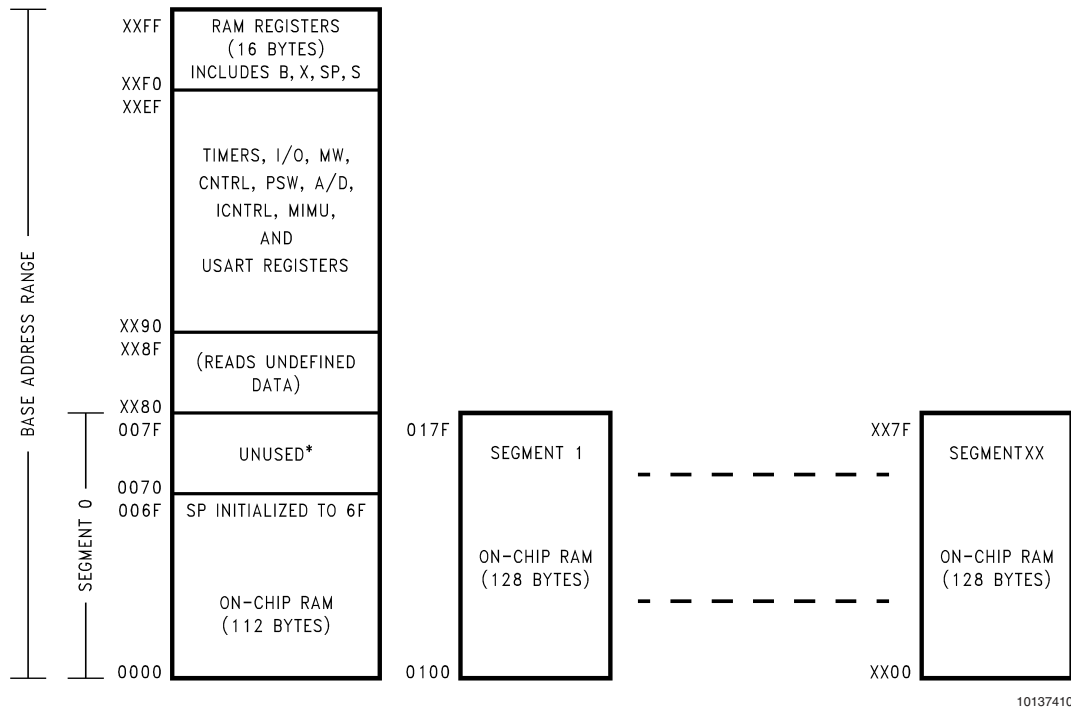 XXFF
RAM REGISTERS
(16 BYTES)
INCLUDES B, X, SP, S
XXF0
XXEF
TIMERS, I/O, MW,
CNTRL, PSW, A/D,
ICNTRL, MIMU,
AND
USART REGISTERS
XX90
XX8F
(READS UNDEFINED
DATA)
XX80
007F
UNUSED*
0070
006F
SP INITIALIZED TO 6F
ON-CHIP RAM
(112 BYTES)
0000
BASE ADDRESS RANGE
SEGMENT 0
017F
SEGMENT 1
ON-CHIP RAM
(128 BYTES)
0100
XX7F
SEGMENT XX
ON-CHIP RAM
(128 BYTES)
XX00
10137410